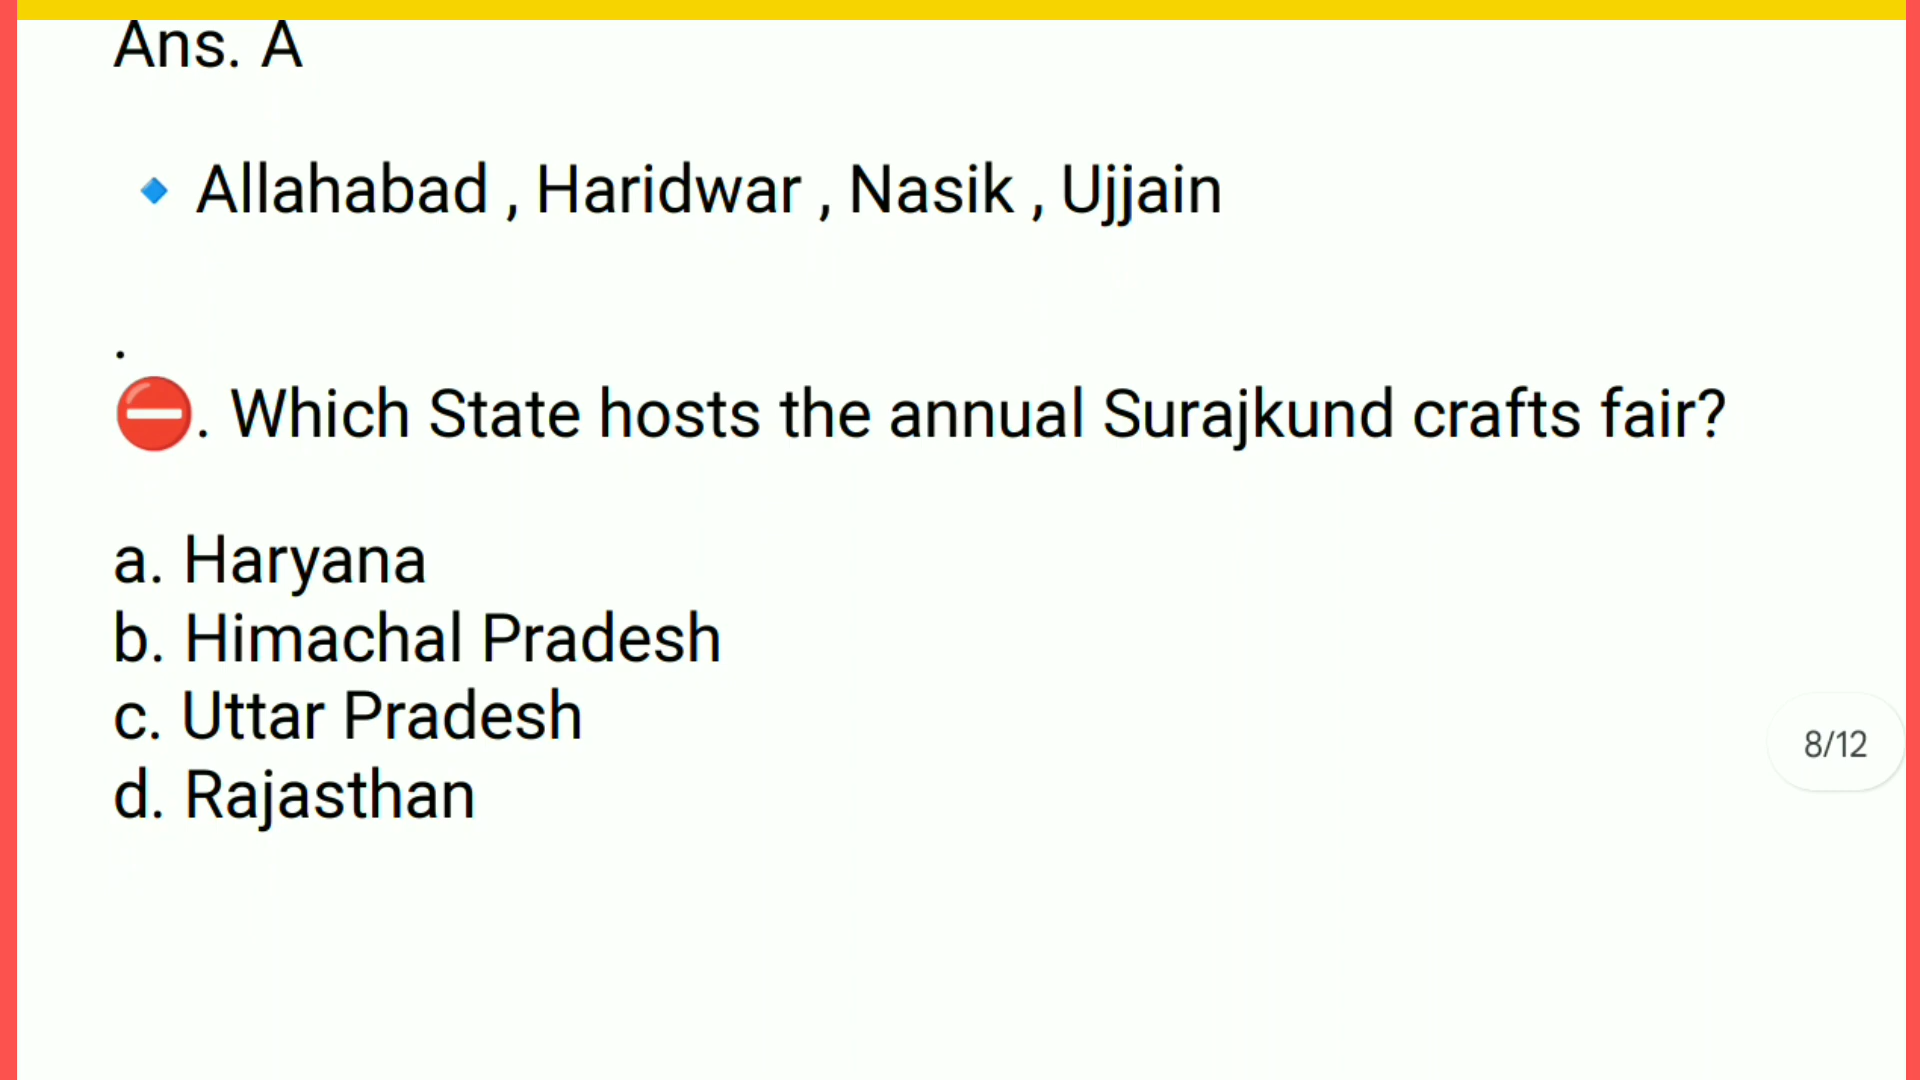 Ans. A
🔹 Allahabad , Haridwar , Nasik , Ujjain
.
⛔. Which State hosts the annual Surajkund crafts fair?
a. Haryana
b. Himachal Pradesh
c. Uttar Pradesh
d. Rajasthan
8/12